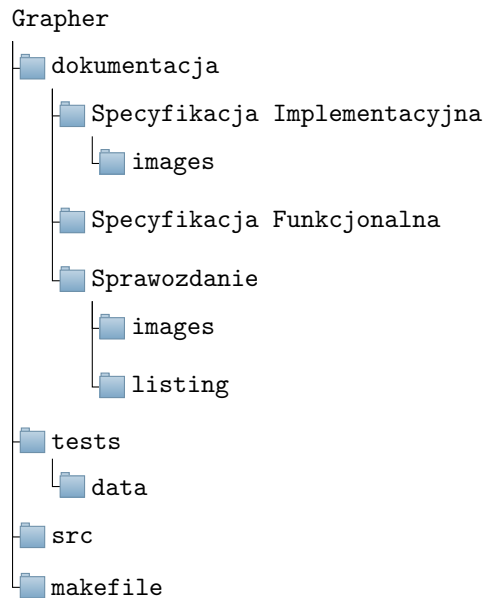 Grapher
dokumentacja
Specyfikacja Implementacyjna
images
Specyfikacja Funkcjonalna
Sprawozdanie
images
listing
tests
data
src
makefile